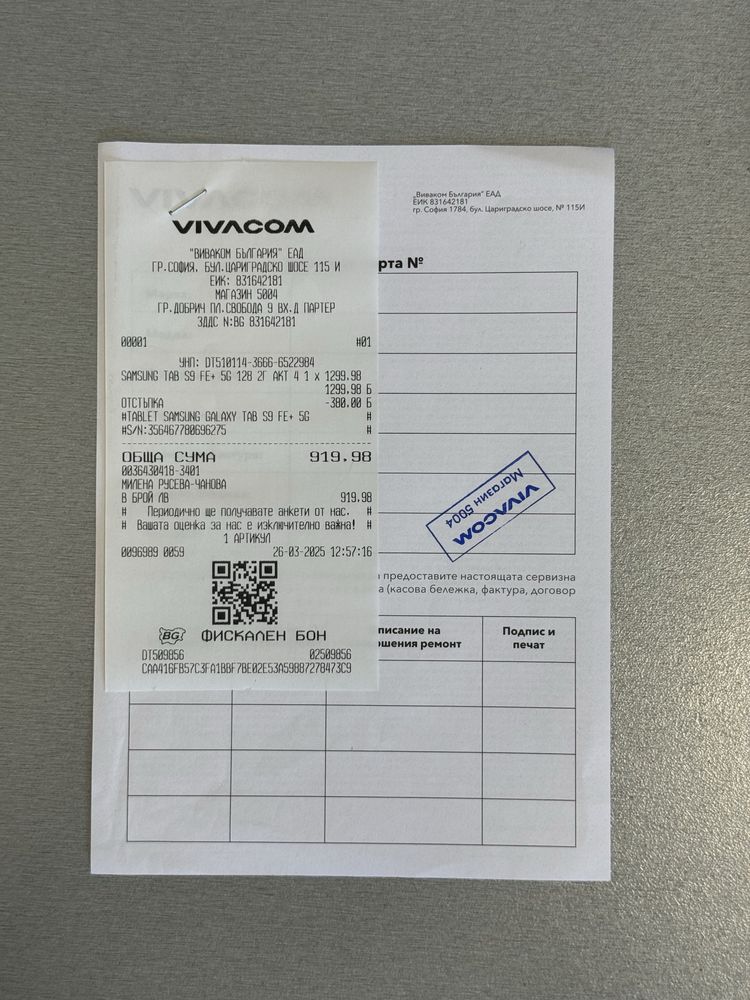 VIVACOM
"ВИВАКОМ БЪЛГАРИЯ" ЕАД
ГР.СОФИЯ, БУЛ.ЦАРИГРАДСКО ШОСЕ 115 И
ЕИК: 831642181
МАГАЗИН 5004
ГР.ДОБРИЧ ПЛ.СВОБОДА 9 ВХ.Д ПАРТЕР
ЗДДС N:BG 831642181
00001 #01
УНП: DT510114-3666-6522984
SAMSUNG TAB S9 FE+ 5G 128 2Г АКТ 4 1 x 1299.98
1299.98 Б
ОТСТЪПКА -380.00 Б
#TABLET SAMSUNG GALAXY TAB S9 FE+ 5G #
#S/N:356467780696275 #
ОБЩА СУМА 919.98
0036430418-3401
МИЛЕНА РУСЕВА-ЧАНОВА
В БРОЙ ЛВ 919.98
# Периодично ще получавате анкети от нас. #
# Вашата оценка за нас е изключително важна! #
1 АРТИКУЛ
0096989 0059 26-03-2025 12:57:16
BG ФИСКАЛЕН БОН
DT509856 02509856
CAA416FB57C3FA1BBF7BE02E53A59887278473C9
„Виваком България" ЕАД
ЕИК 831642181
гр. София 1784, бул. Цариградско шосе, № 115И
рта №
VIVACOM
Магазин 5004
а предоставите настоящата сервизна
а (касова бележка, фактура, договор
писание на
ршения ремонт
Подпис и
печат